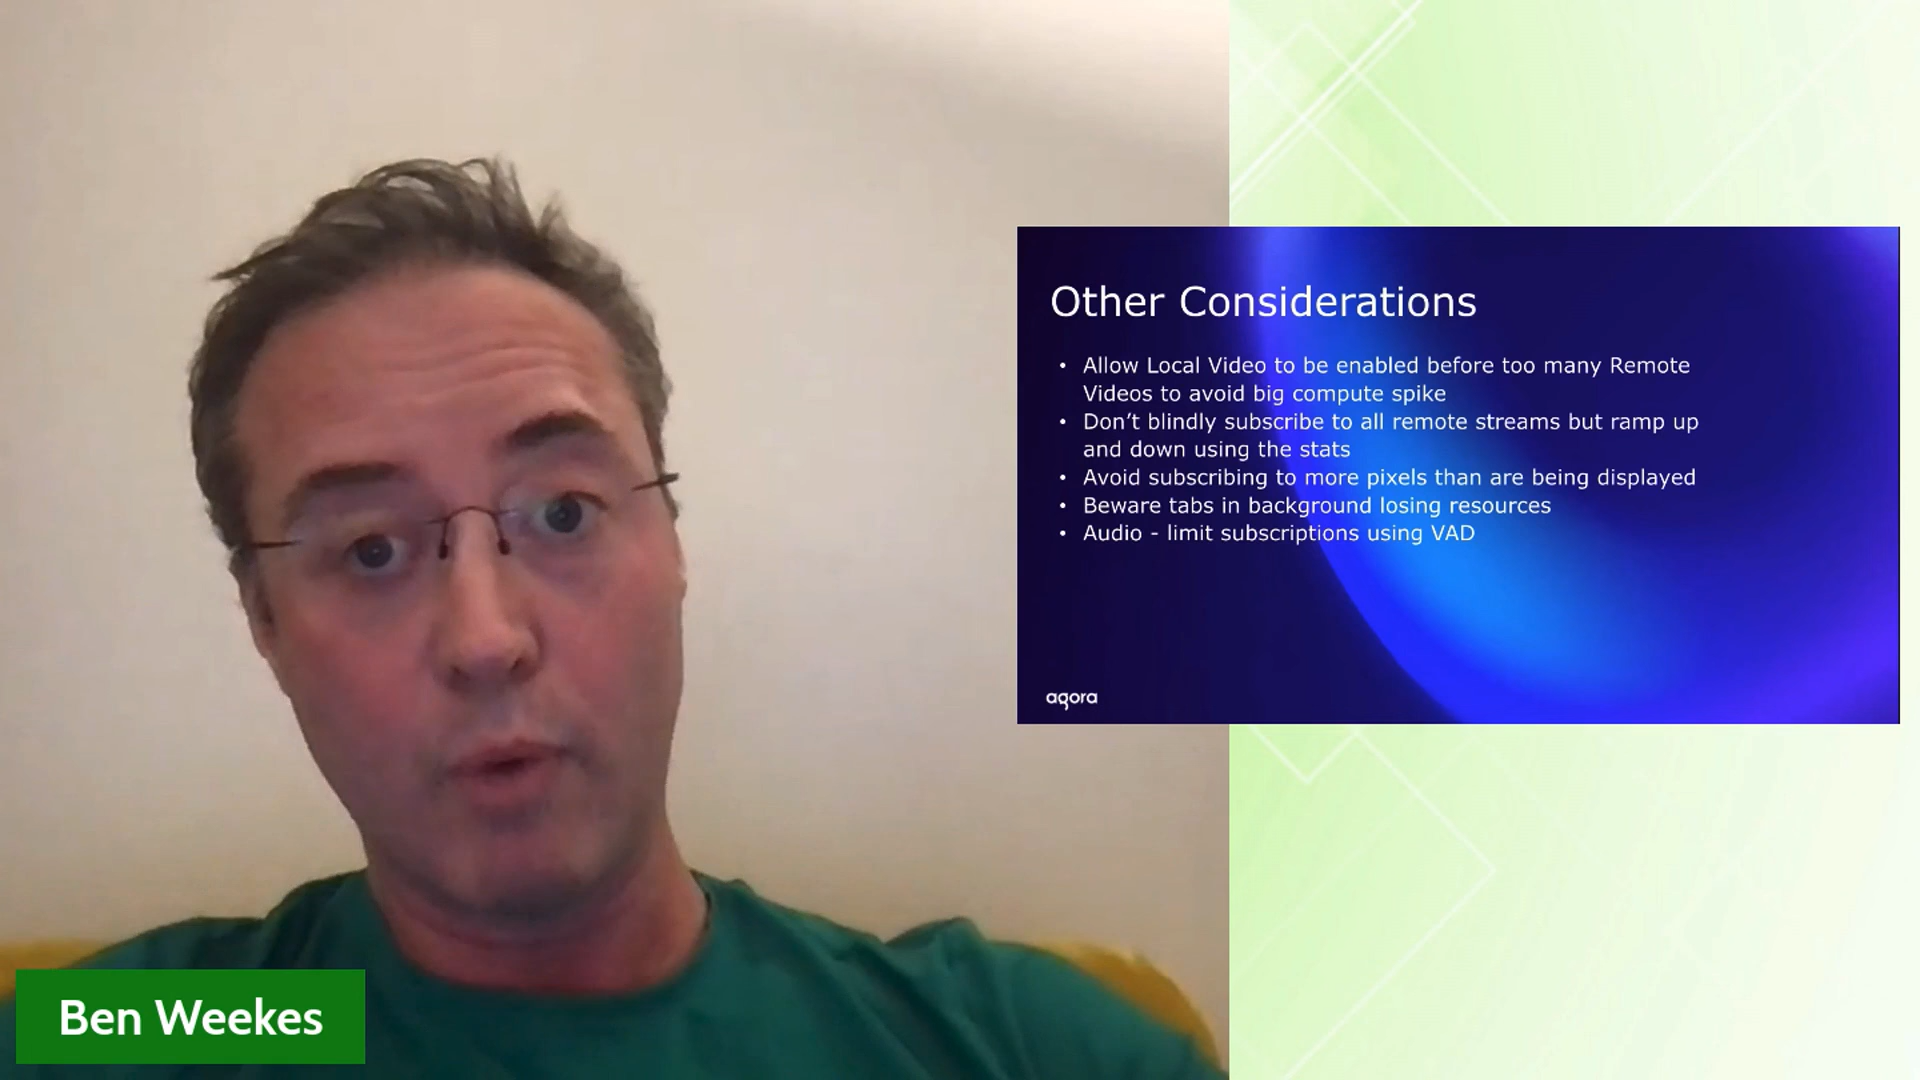 Other Considerations
• Allow Local Video to be enabled before too many Remote
Videos to avoid big compute spike
• Don’t blindly subscribe to all remote streams but ramp up
and down using the stats
• Avoid subscribing to more pixels than are being displayed
• Beware tabs in background losing resources
• Audio - limit subscriptions using VAD
agora
Ben Weekes